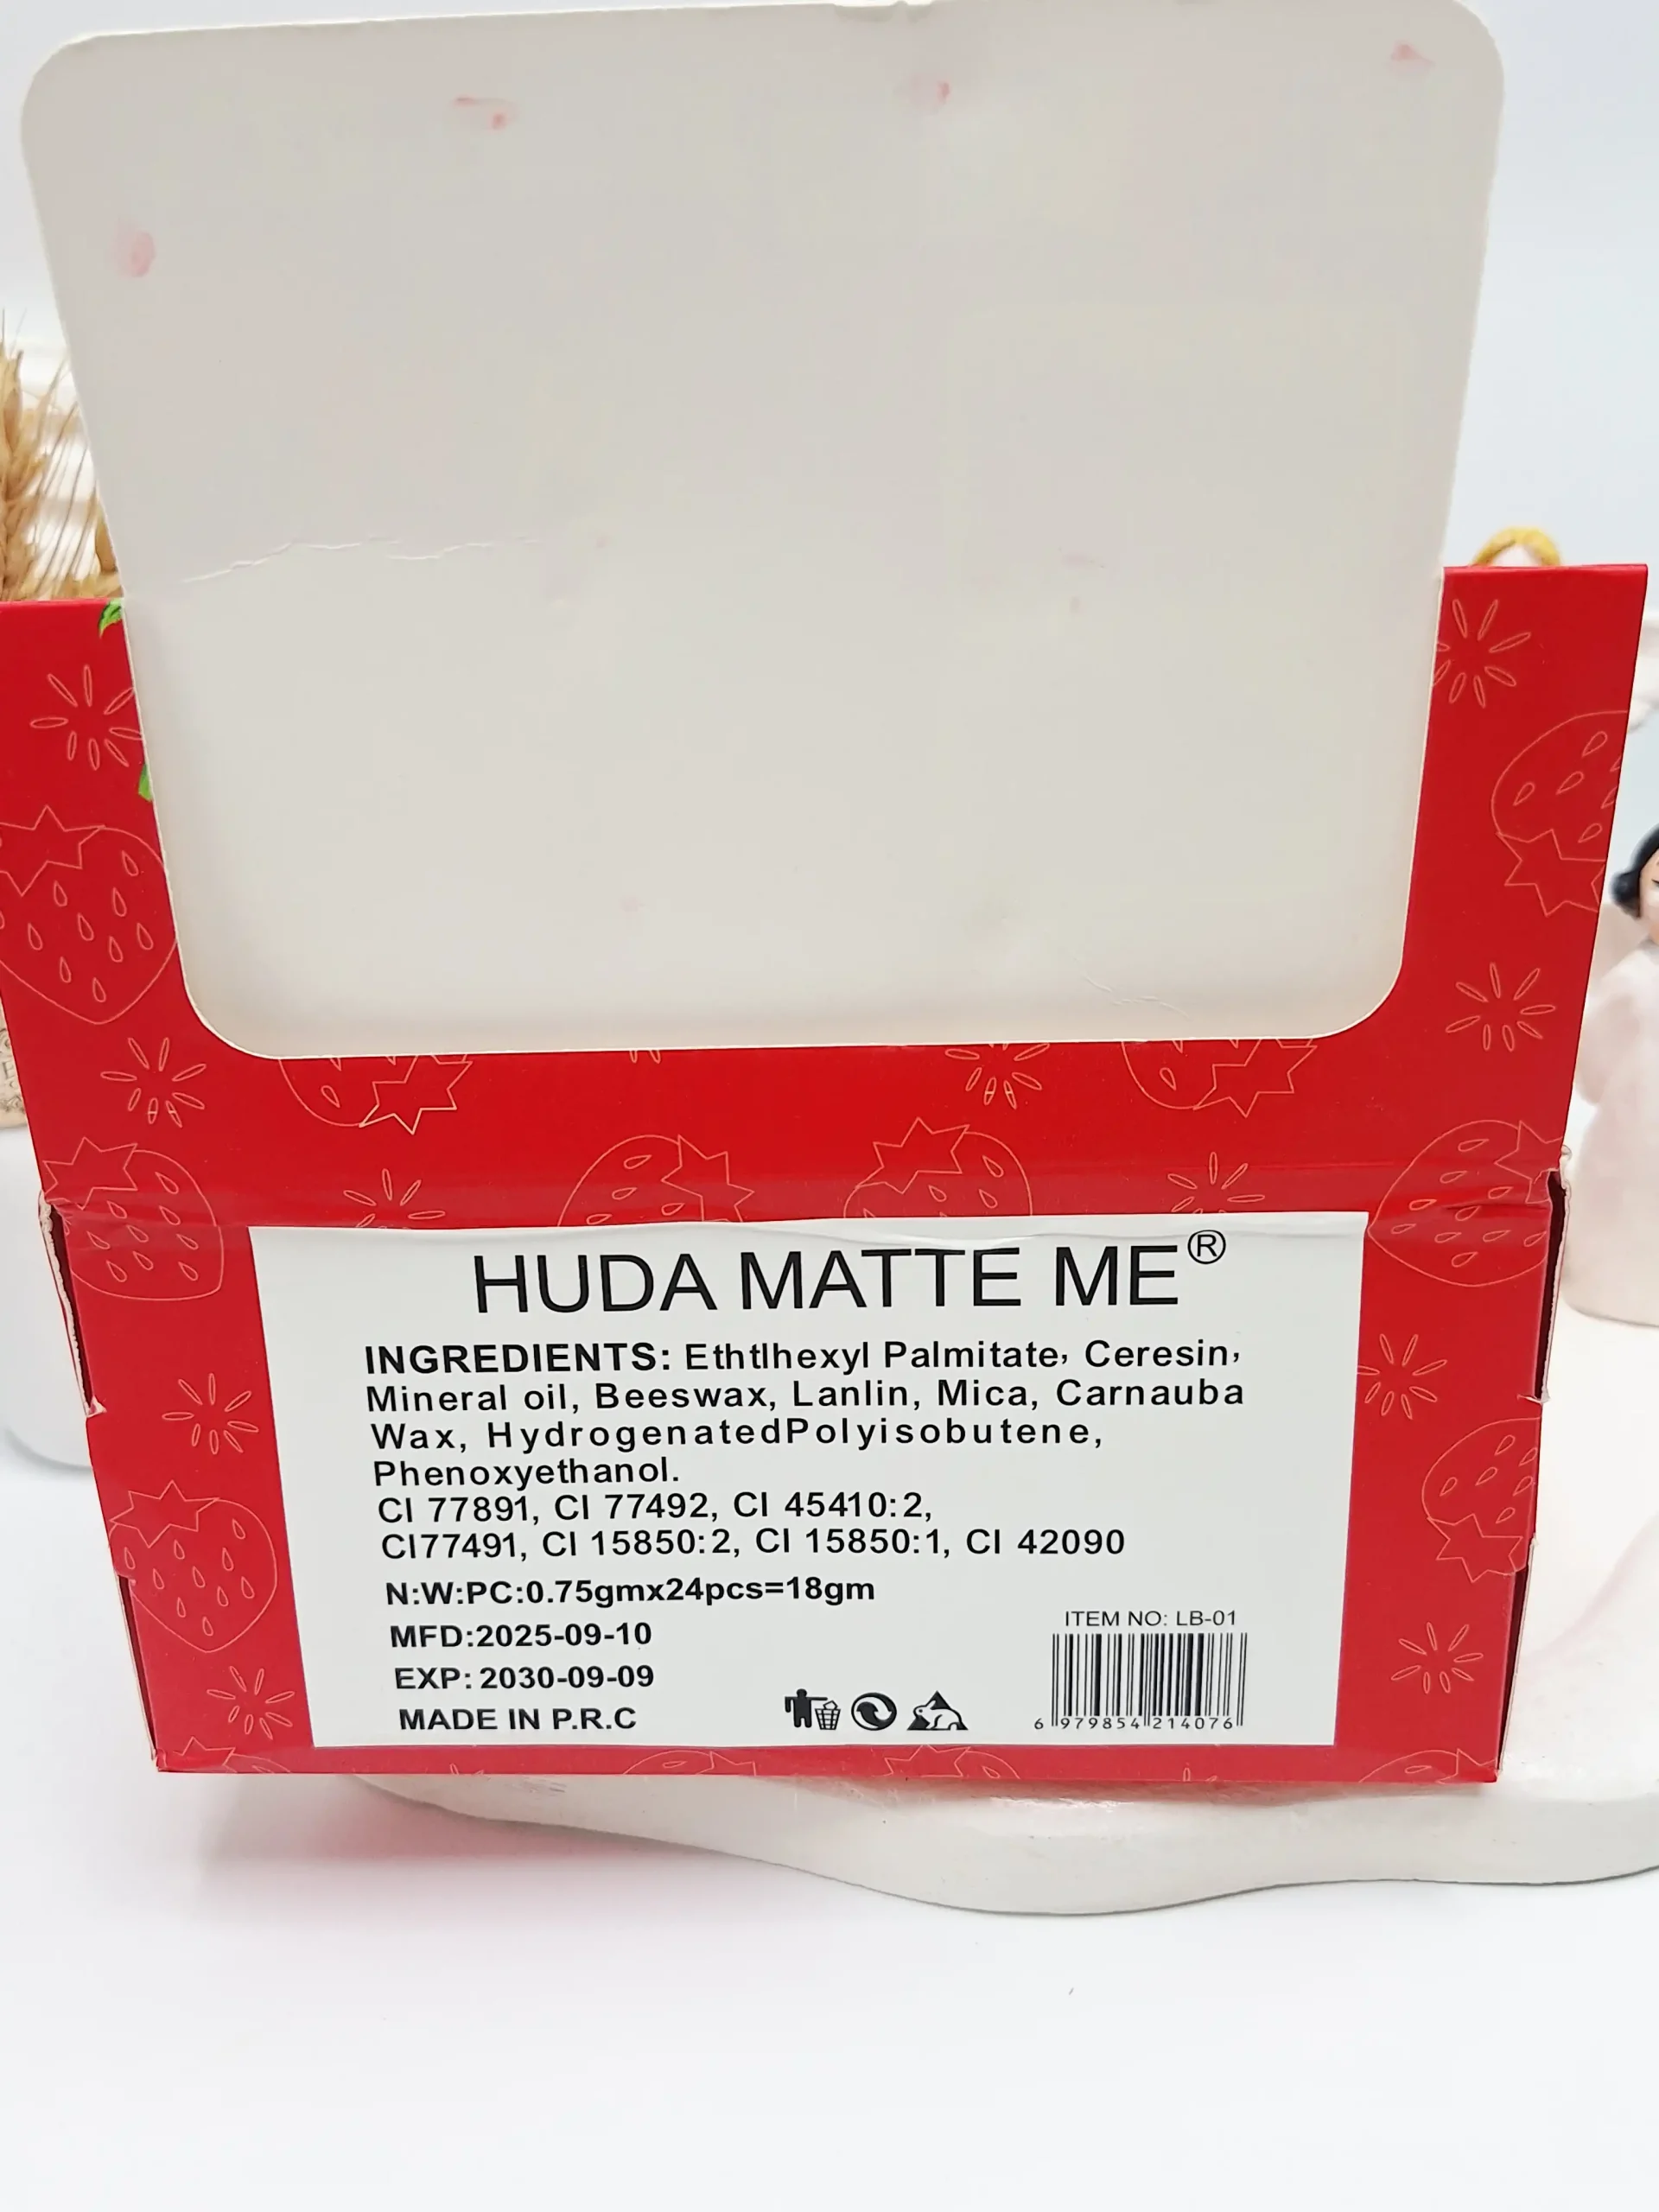 HUDA MATTE ME®
INGREDIENTS: Ethtlhexyl Palmitate, Ceresin,
Mineral oil, Beeswax, Lanlin, Mica, Carnauba
Wax, HydrogenatedPolyisobutene,
Phenoxyethanol.
CI 77891, CI 77492, CI 45410:2,
CI77491, CI 15850:2, CI 15850:1, CI 42090
N:W:PC:0.75gmx24pcs=18gm
MFD:2025-09-10
EXP: 2030-09-09
MADE IN P.R.C
ITEM NO: LB-01
6 979854 214076